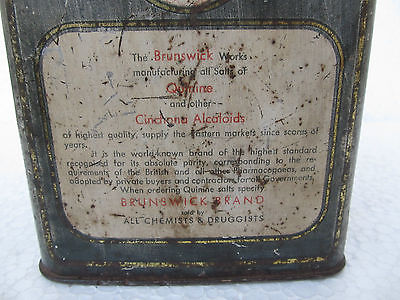 The Brunswick Works
manufacturing all Salts of
Quinine
and other
Cinchona Alcaloids
of highest quality, supply the Eastern markets since scores of
years.
It is the world-known brand of the highest standard
recognised for its absolute purity, corresponding to the re-
quirements of the British and all other Pharmacopoeas, and
adopted by private buyers and contractors for all Governments.
When ordering Quinine salts specify
BRUNSWICK BRAND
sold by
ALL CHEMISTS & DRUGGISTS